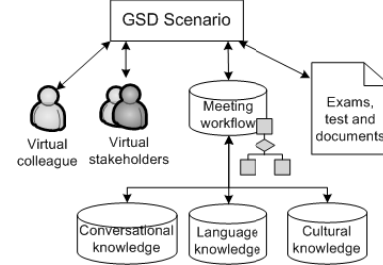 GSD Scenario
Virtual
colleague
Virtual
stakeholders
Meeting
workflow
Exams,
test and
documents
Conversational
knowledge
Language
knowledge
Cultural
knowledge